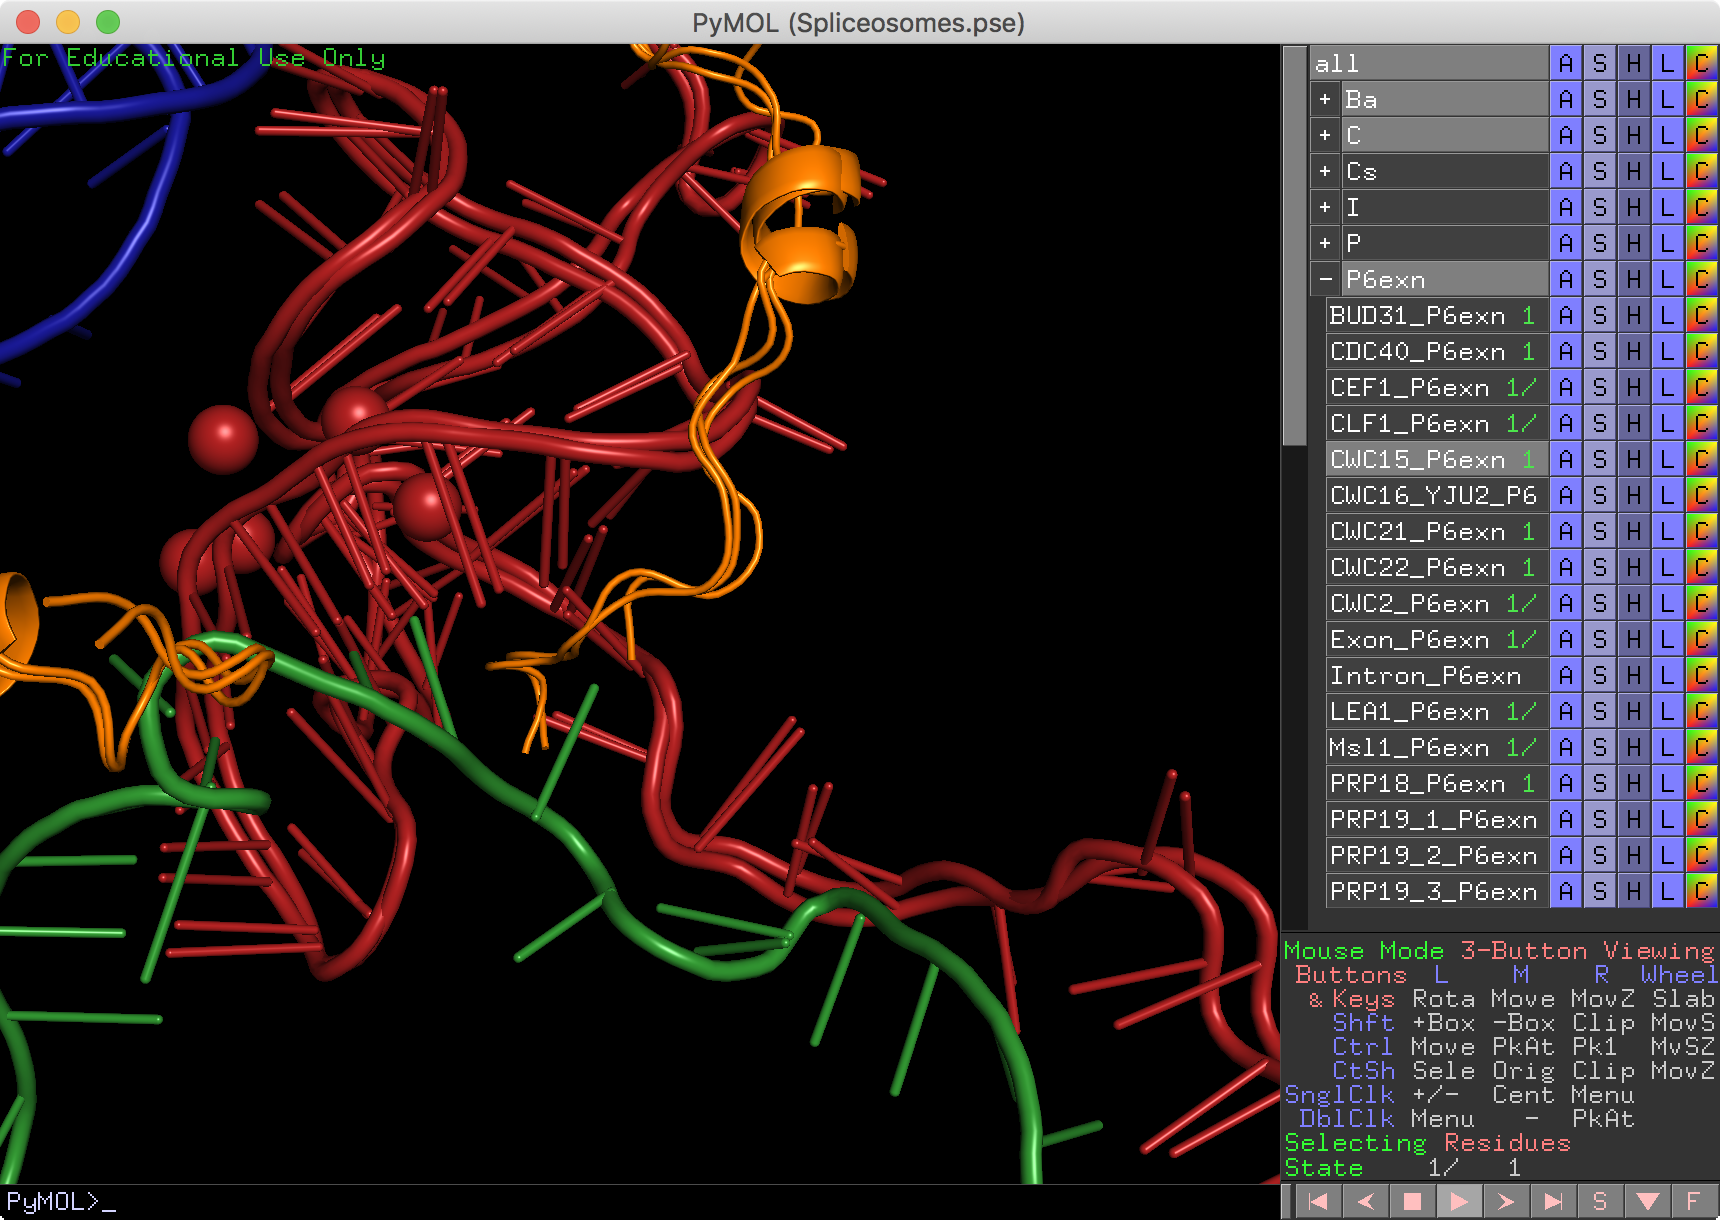 PyMOL (Spliceosomes.pse)
For Educational Use Only
all A S H L C
+ Ba A S H L C
+ C A S H L C
+ Cs A S H L C
+ I A S H L C
+ P A S H L C
− P6exn A S H L C
BUD31_P6exn 1 A S H L C
CDC40_P6exn 1 A S H L C
CEF1_P6exn 1/ A S H L C
CLF1_P6exn 1/ A S H L C
CWC15_P6exn 1 A S H L C
CWC16_YJU2_P6 A S H L C
CWC21_P6exn 1 A S H L C
CWC22_P6exn 1 A S H L C
CWC2_P6exn 1/ A S H L C
Exon_P6exn 1/ A S H L C
Intron_P6exn A S H L C
LEA1_P6exn 1/ A S H L C
Msl1_P6exn 1/ A S H L C
PRP18_P6exn 1 A S H L C
PRP19_1_P6exn A S H L C
PRP19_2_P6exn A S H L C
PRP19_3_P6exn A S H L C
Mouse Mode 3-Button Viewing
Buttons L M R Wheel
& Keys Rota Move MovZ Slab
Shft +Box -Box Clip MovS
Ctrl Move PkAt Pk1 MvSZ
CtSh Sele Orig Clip MovZ
SnglClk +/- Cent Menu
DblClk Menu - PkAt
Selecting Residues
State 1/ 1
PyMOL>_
S F